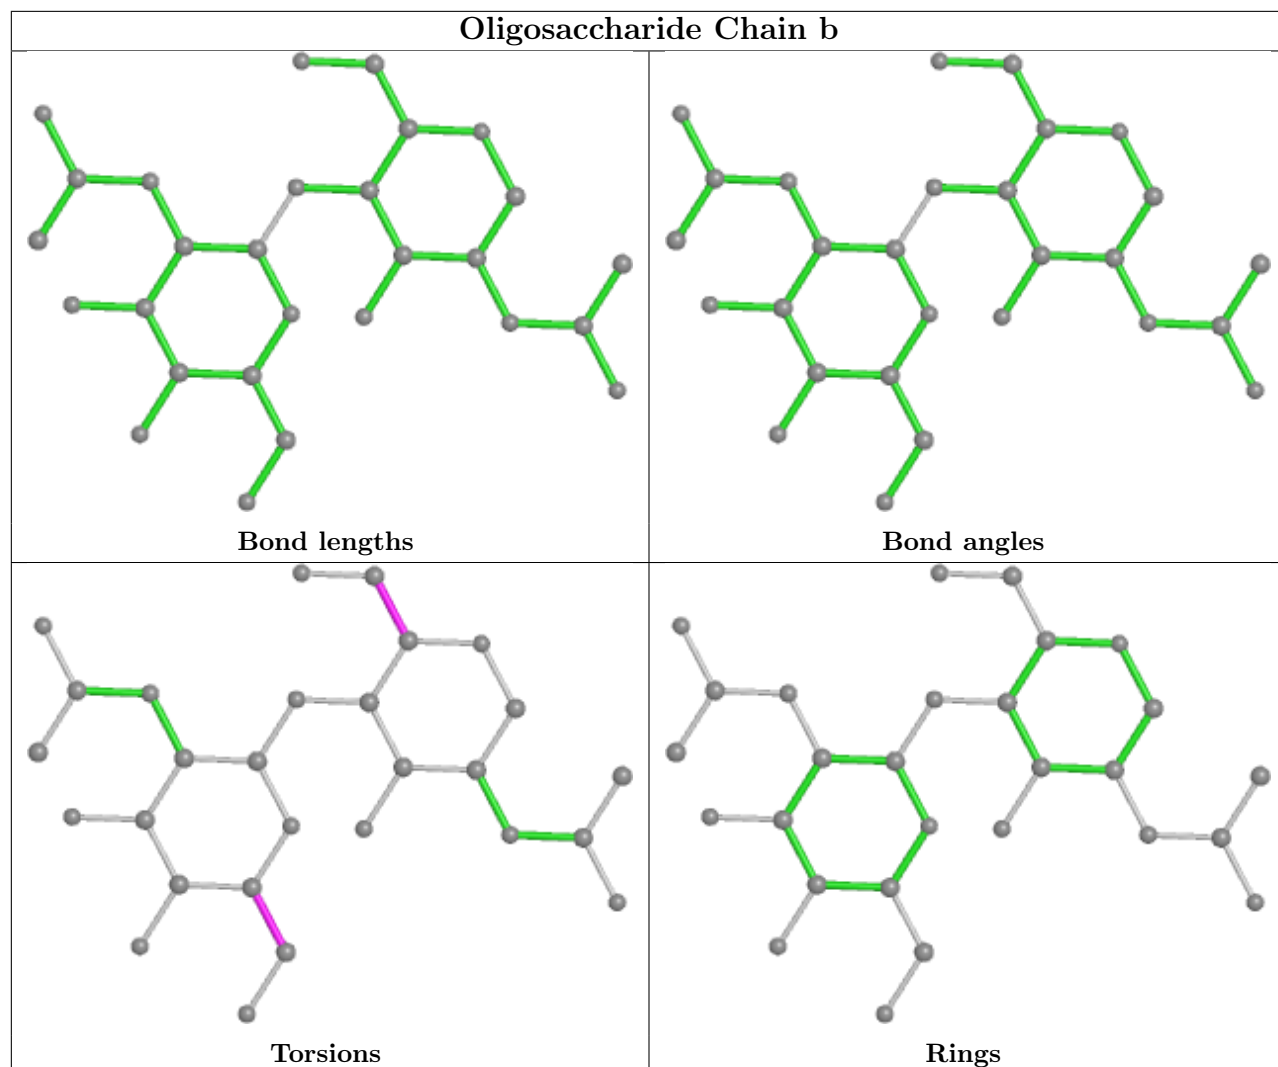 Oligosaccharide Chain b
Bond lengths
Bond angles
Torsions
Rings